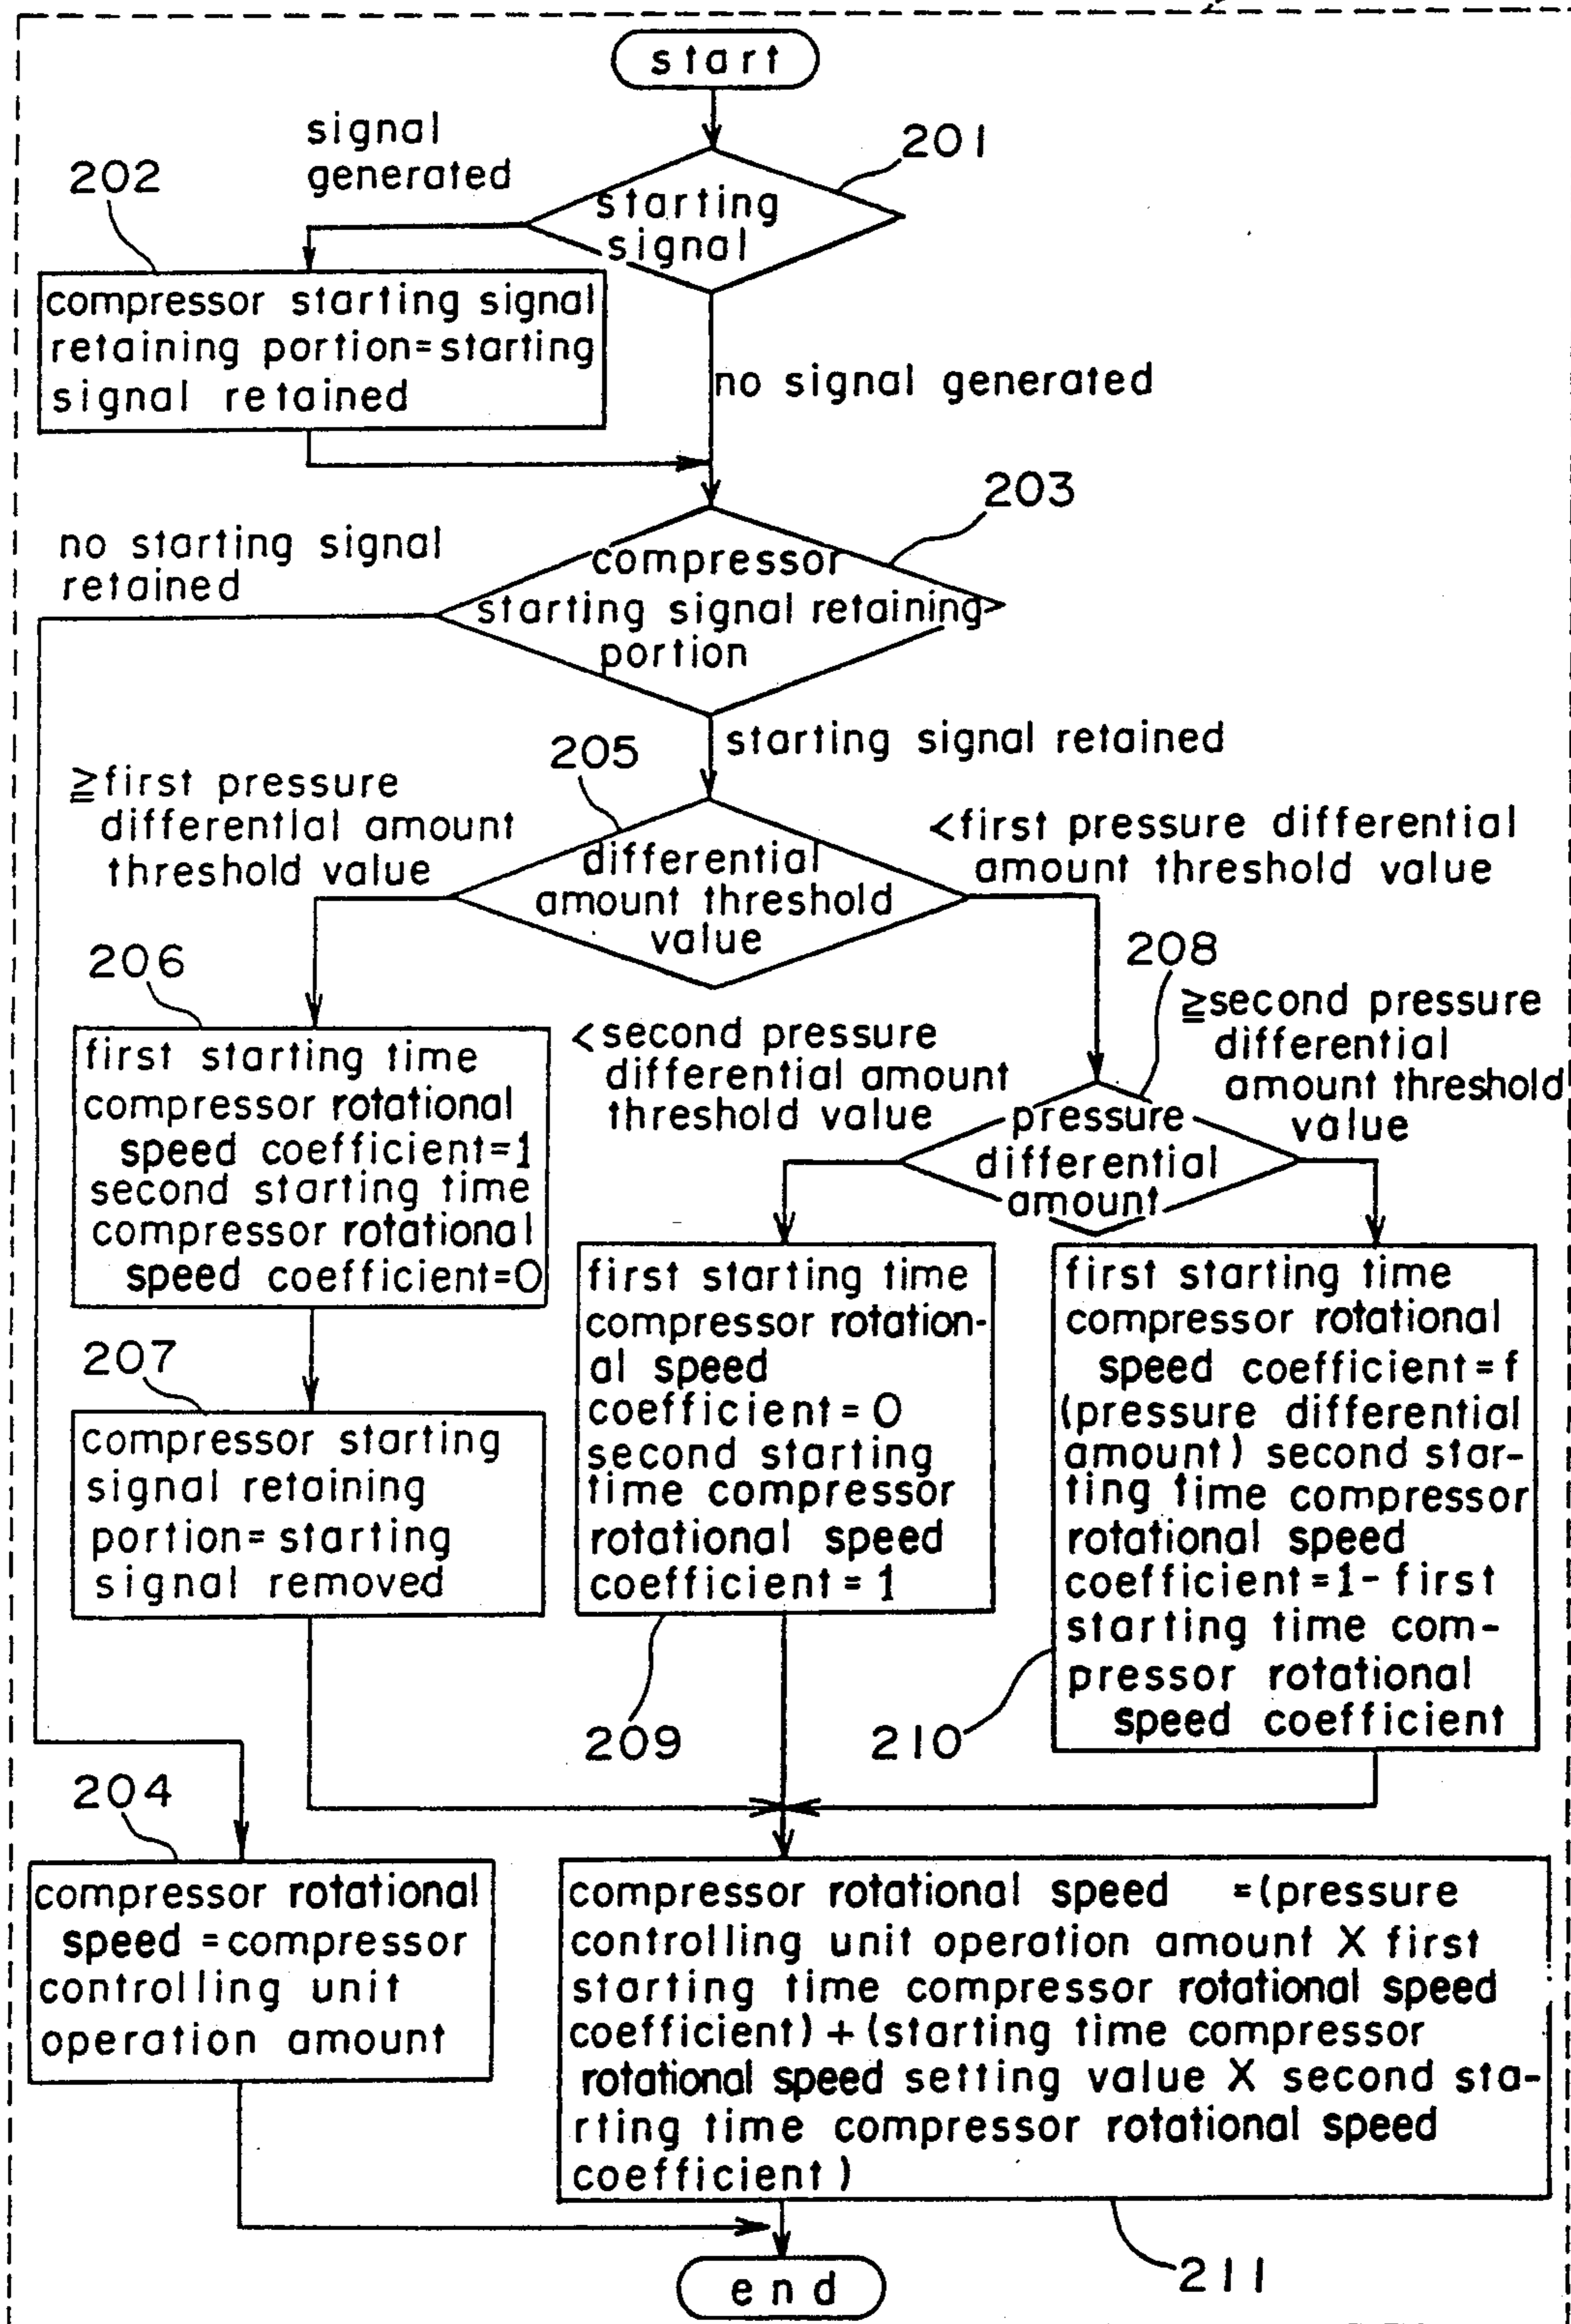 start
signal
generated
201
202
starting
signal
compressor starting signal
retaining portion=starting
signal retained
no signal generated
203
no starting signal
retained
compressor
starting signal retaining
portion
starting signal retained
205
≧first pressure
differential amount
threshold value
<first pressure differential
amount threshold value
differential
amount threshold
value
206
208
≧second pressure
differential
amount threshold
value
<second pressure
differential amount
threshold value
pressure
differential
amount
first starting time
compressor rotational
speed coefficient=1
second starting time
compressor rotational
speed coefficient=0
first starting time
compressor rotation-
al speed
coefficient=0
second starting
time compressor
rotational speed
coefficient=1
first starting time
compressor rotational
speed coefficient=f
(pressure differential
amount) second star-
ting time compressor
rotational speed
coefficient=1-first
starting time com-
pressor rotational
speed coefficient
207
compressor starting
signal retaining
portion=starting
signal removed
209
210
204
compressor rotational
speed=compressor
controlling unit
operation amount
compressor rotational speed =(pressure
controlling unit operation amount X first
starting time compressor rotational speed
coefficient)+(starting time compressor
rotational speed setting value X second sta-
rting time compressor rotational speed
coefficient)
211
end